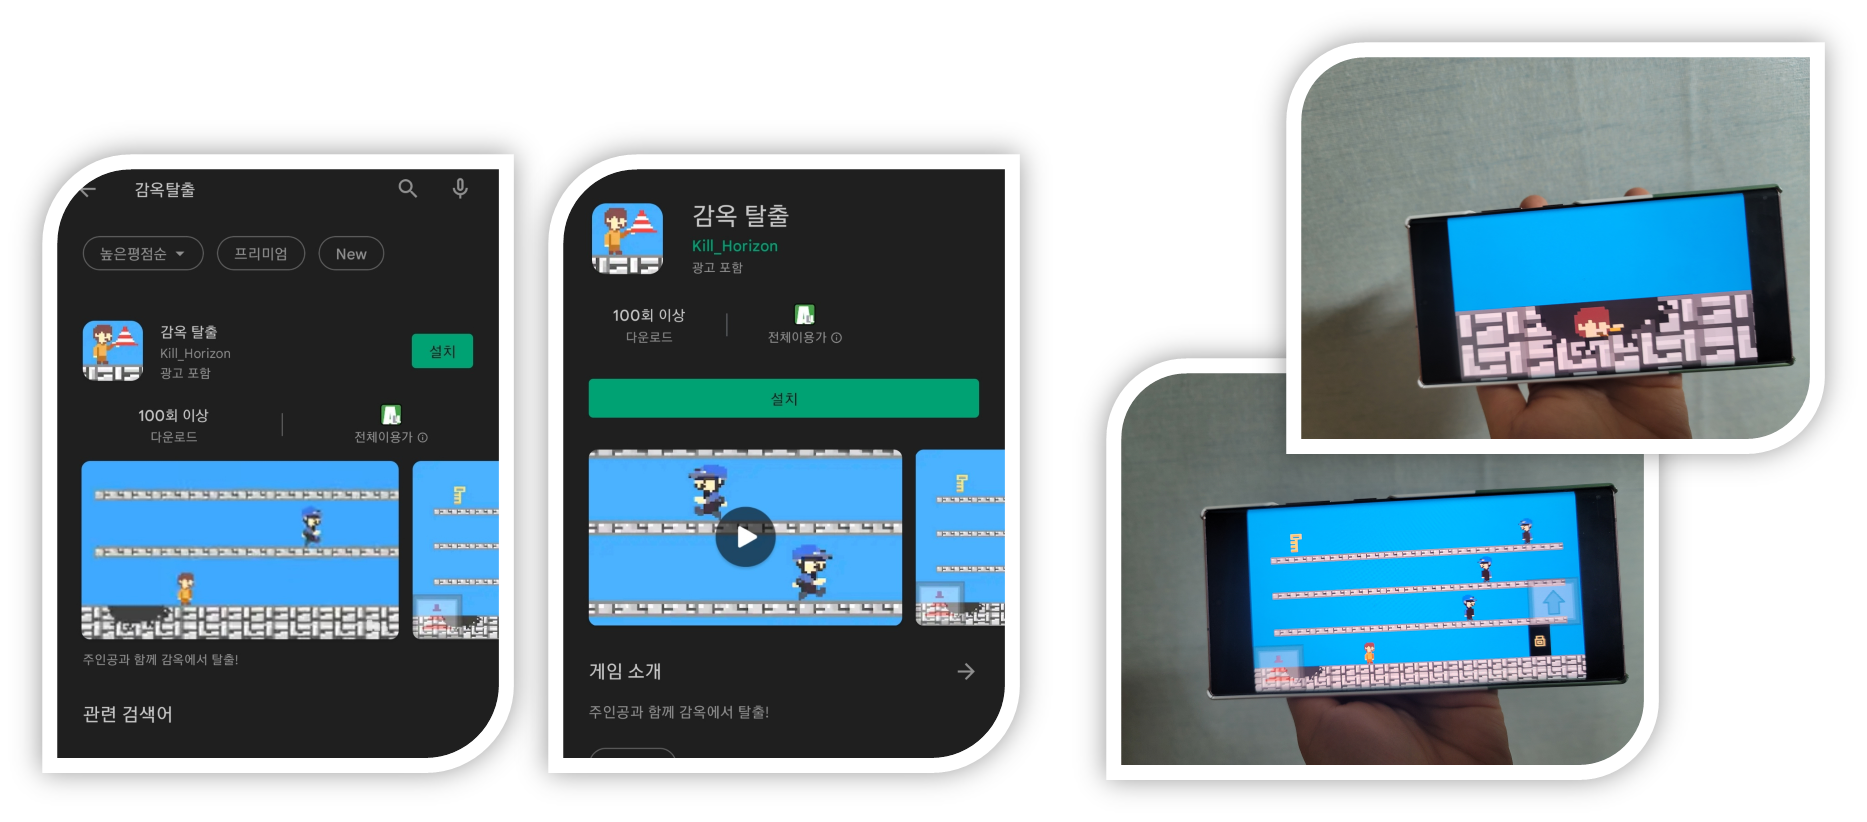 감옥탈출
높은평점순
프리미엄
New
감옥 탈출
Kill_Horizon
광고 포함
설치
100회 이상
다운로드
전체이용가
주인공과 함께 감옥에서 탈출!
관련 검색어
감옥 탈출
Kill_Horizon
광고 포함
100회 이상
다운로드
전체이용가
설치
게임 소개
주인공과 함께 감옥에서 탈출!